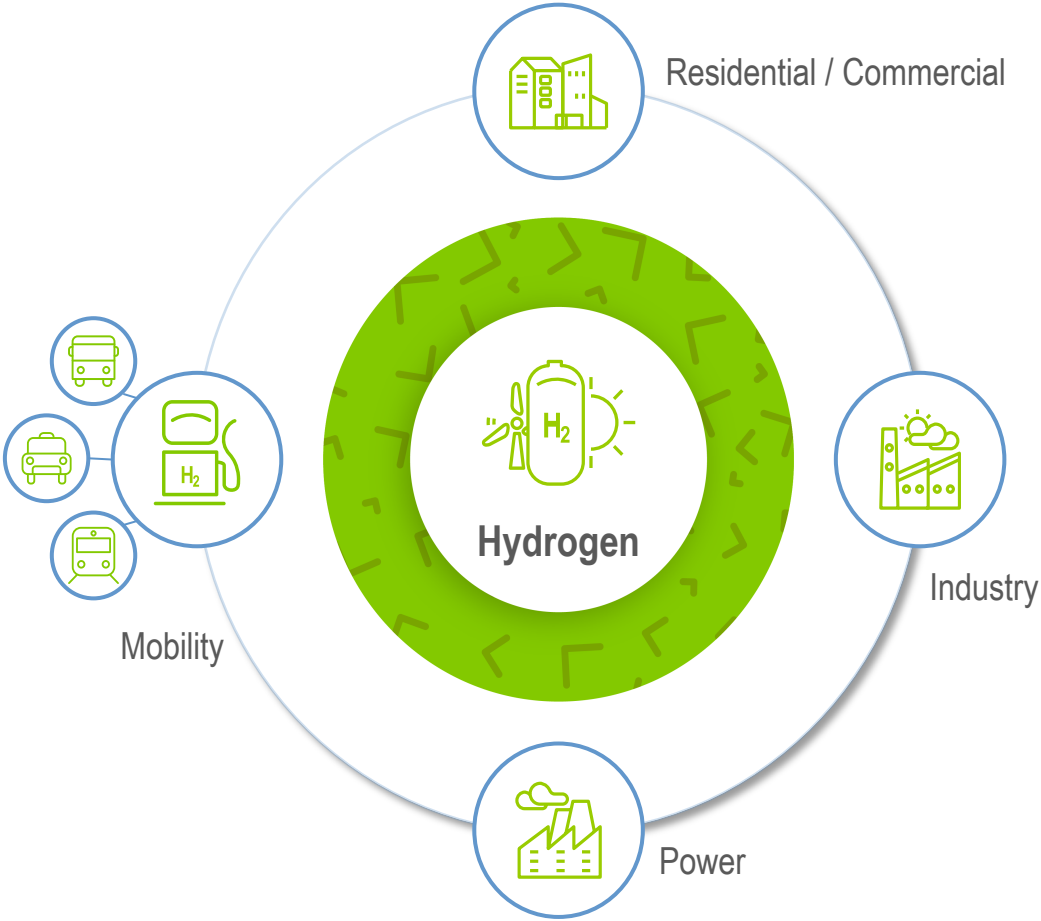 Residential / Commercial
H₂
Hydrogen
H₂
Mobility
Industry
Power